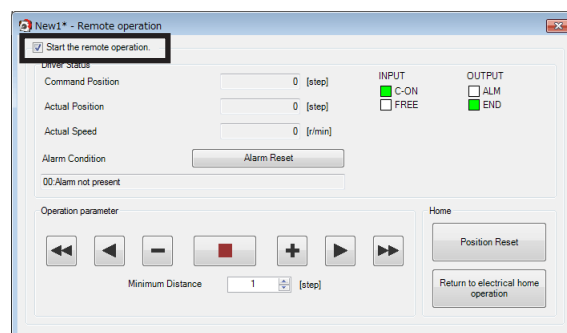 New1* - Remote operation
Start the remote operation.
Driver Status
Command Position 0 [step]
Actual Position 0 [step]
Actual Speed 0 [r/min]
INPUT
C-ON
FREE
OUTPUT
ALM
END
Alarm Condition Alarm Reset
00:Alarm not present
Operation parameter
Minimum Distance 1 [step]
Home
Position Reset
Return to electrical home
operation